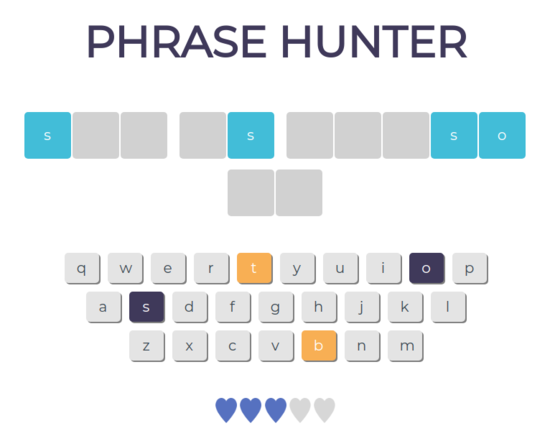 PHRASE HUNTER
s s s o
q w e r t y u i o p
a s d f g h j k l
z x c v b n m